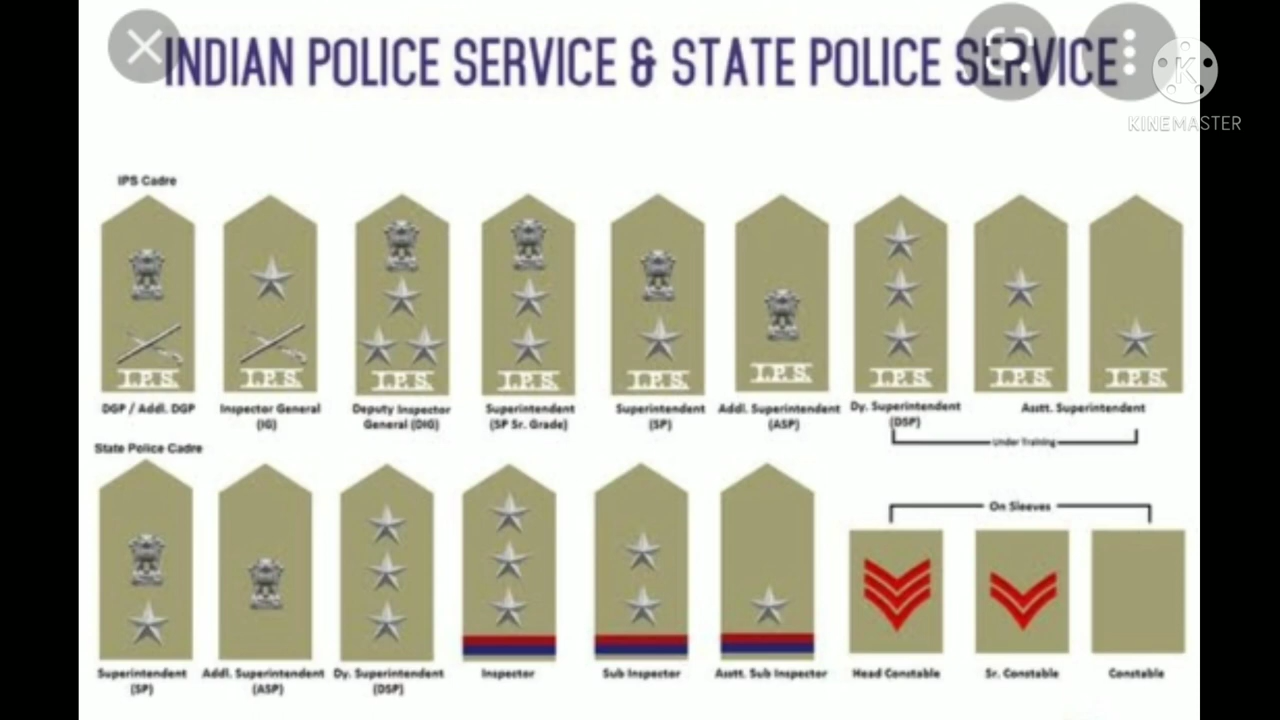 INDIAN POLICE SERVICE & STATE POLICE SERVICE
K
KINEMASTER
IPS Cadre
I.P.S. I.P.S. I.P.S. I.P.S. I.P.S. I.P.S. I.P.S. I.P.S. I.P.S.
DGP / Addl. DGP Inspector General Deputy Inspector Superintendent Superintendent Addl. Superintendent Dy. Superintendent Asstt. Superintendent
(IG) General (DIG) (SP Sr. Grade) (SP) (ASP) (DSP)
Under Training
State Police Cadre
On Sleeves
Superintendent Addl. Superintendent Dy. Superintendent Inspector Sub Inspector Asstt. Sub Inspector Head Constable Sr. Constable Constable
(SP) (ASP) (DSP)